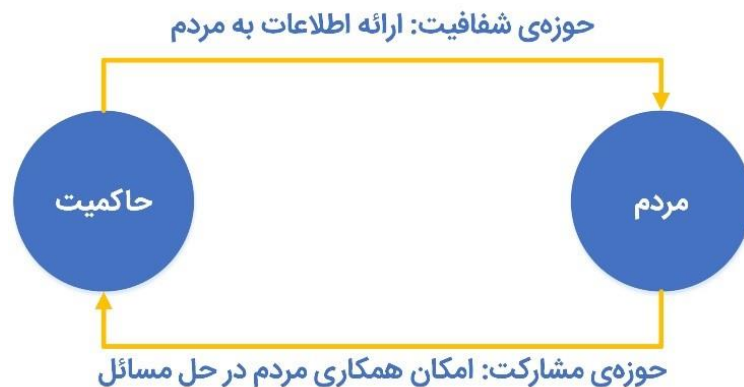 حوزه‌ی شفافیت: ارائه اطلاعات به مردم
مردم
حاکمیت
حوزه‌ی مشارکت: امکان همکاری مردم در حل مسائل